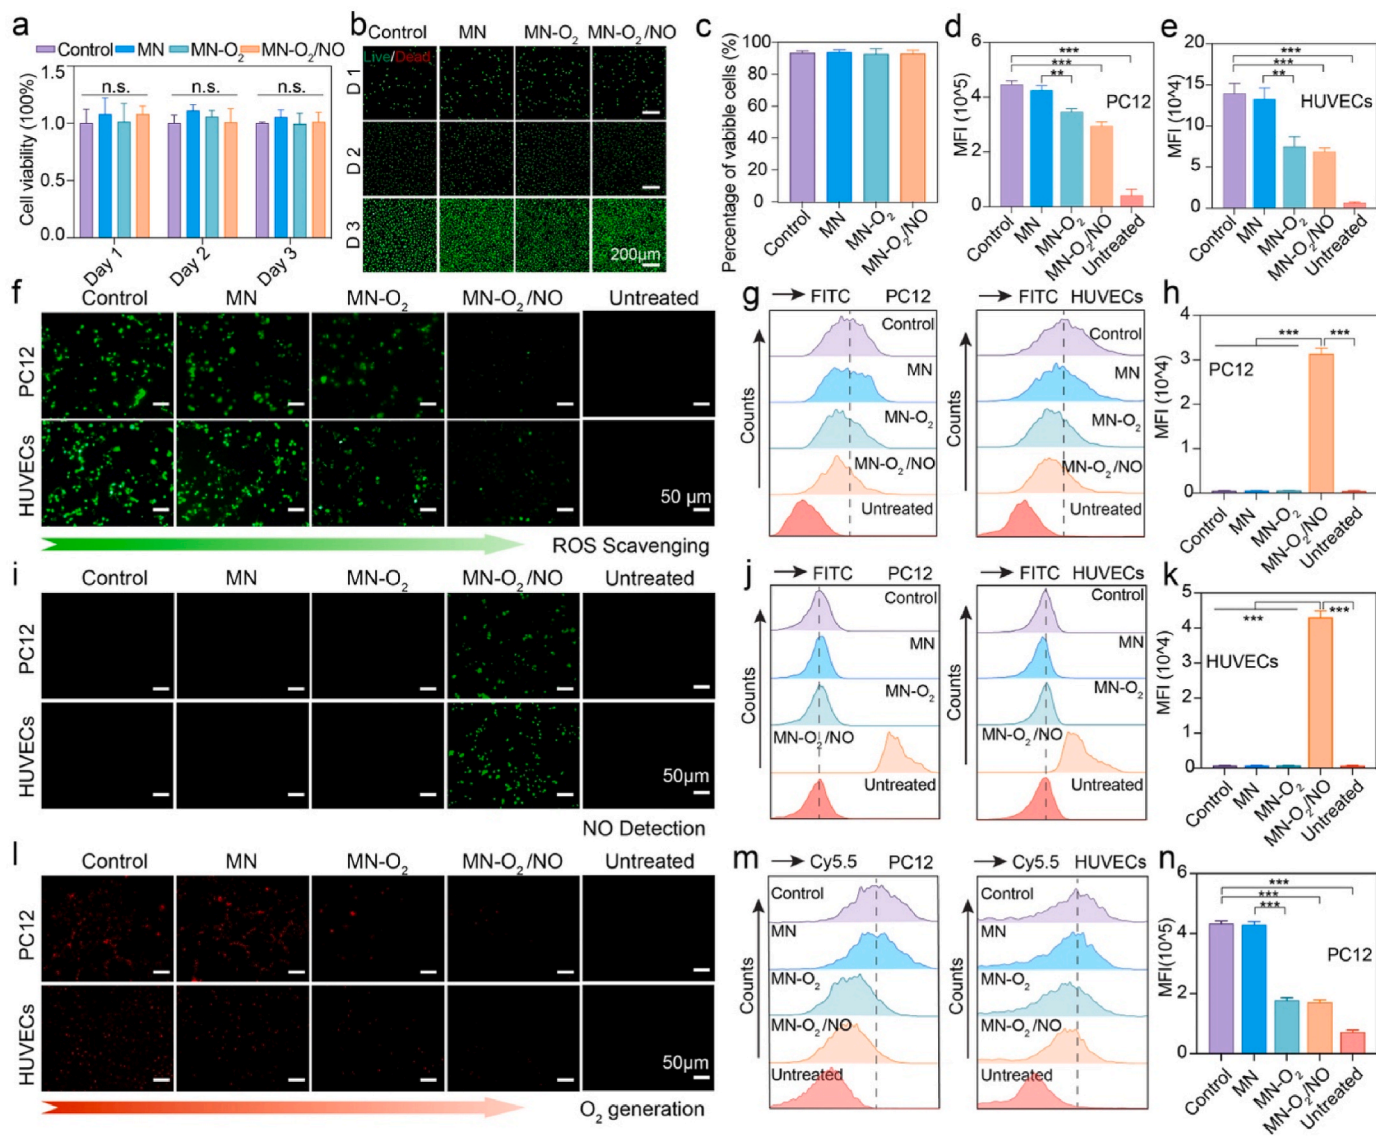 a
Control MN MN-O2 MN-O2/NO
Cell viability (100%)
1.5
1.0
0.5
0.0
n.s. n.s. n.s.
Day 1 Day 2 Day 3
b
Control MN MN-O2 MN-O2/NO
Live/Dead
D 1
D 2
D 3
200μm
c
Percentage of vabible cells (%)
100
80
60
40
20
0
Control MN MN-O2 MN-O2/NO
d
MFI (10^5)
6
4
2
0
***
***
**
PC12
Control MN MN-O2 MN-O2/NO Untreated
e
MFI (10^4)
20
15
10
5
0
***
***
**
HUVECs
Control MN MN-O2 MN-O2/NO Untreated
f
Control MN MN-O2 MN-O2/NO Untreated
PC12
HUVECs
50 μm
ROS Scavenging
g
FITC PC12
Counts
Control
MN
MN-O2
MN-O2/NO
Untreated
FITC HUVECs
Counts
Control
MN
MN-O2
MN-O2/NO
Untreated
h
MFI (10^4)
4
3
2
1
0
*** ***
PC12
Control MN MN-O2 MN-O2/NO Untreated
i
Control MN MN-O2 MN-O2/NO Untreated
PC12
HUVECs
50μm
NO Detection
j
FITC PC12
Counts
Control
MN
MN-O2
MN-O2/NO
Untreated
FITC HUVECs
Counts
Control
MN
MN-O2
MN-O2/NO
Untreated
k
MFI (10^4)
5
4
3
2
1
0
*** ***
HUVECs
Control MN MN-O2 MN-O2/NO Untreated
l
Control MN MN-O2 MN-O2/NO Untreated
PC12
HUVECs
50μm
O2 generation
m
Cy5.5 PC12
Counts
Control
MN
MN-O2
MN-O2/NO
Untreated
Cy5.5 HUVECs
Counts
Control
MN
MN-O2
MN-O2/NO
Untreated
n
MFI(10^5)
6
4
2
0
***
***
***
PC12
Control MN MN-O2 MN-O2/NO Untreated